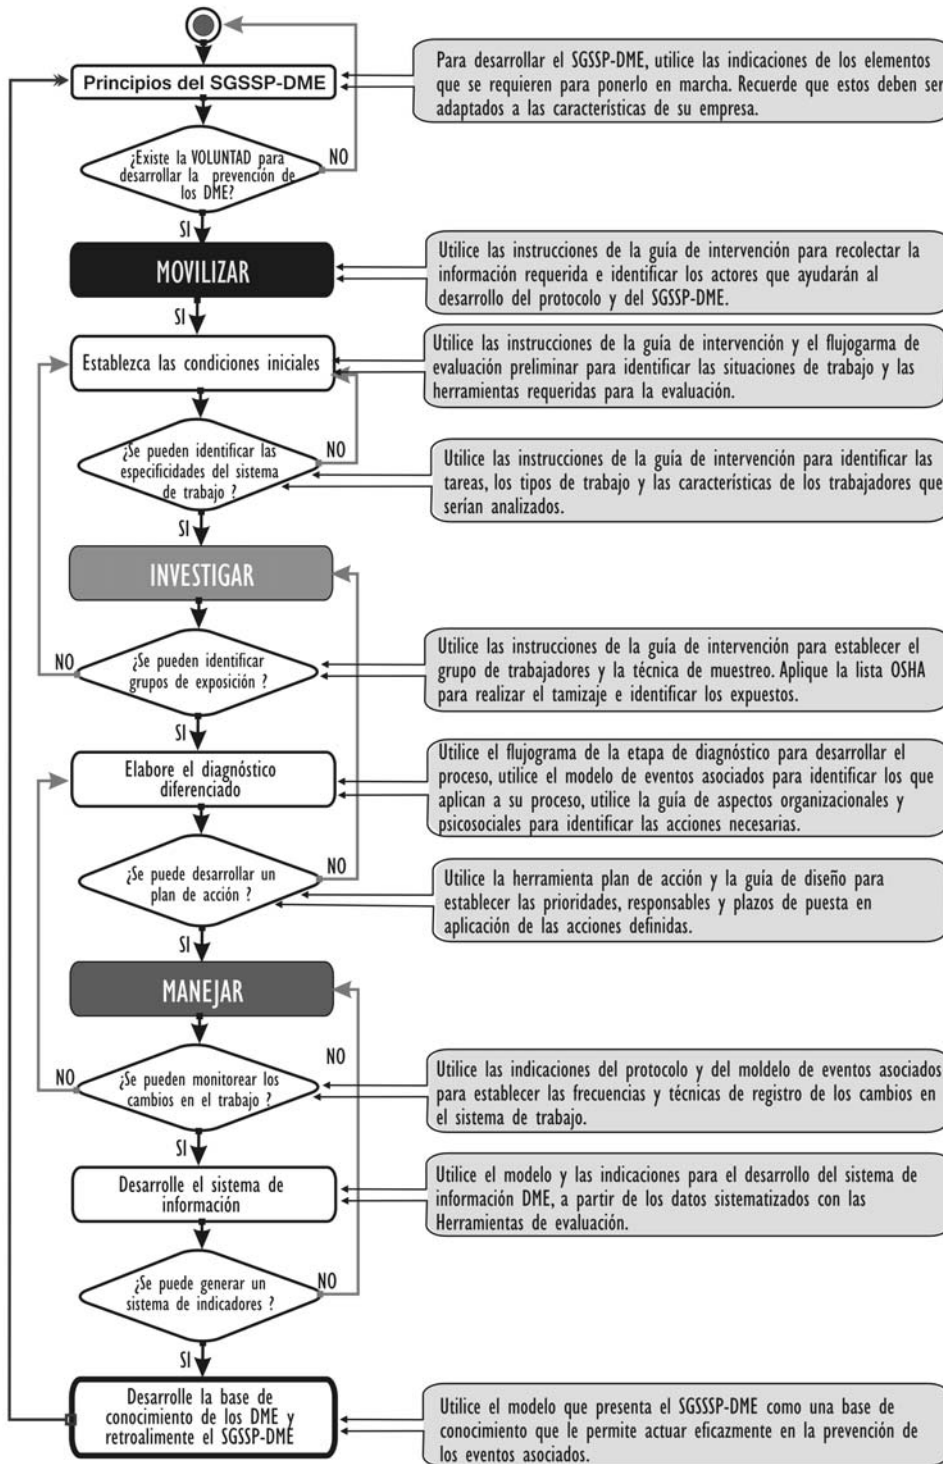 Principios del SGSSP-DME
Para desarrollar el SGSSP-DME, utilice las indicaciones de los elementos
que se requieren para ponerlo en marcha. Recuerde que estos deben ser
adaptados a las características de su empresa.
¿Existe la VOLUNTAD para
desarrollar la prevención de
los DME?
NO
SI
MOVILIZAR
Utilice las instrucciones de la guía de intervención para recolectar la
información requerida e identificar los actores que ayudarán al
desarrollo del protocolo y del SGSSP-DME.
SI
Establezca las condiciones iniciales
Utilice las instrucciones de la guía de intervención y el flujogarma de
evaluación preliminar para identificar las situaciones de trabajo y las
herramientas requeridas para la evaluación.
¿Se pueden identificar las
especificidades del sistema
de trabajo ?
NO
Utilice las instrucciones de la guía de intervención para identificar las
tareas, los tipos de trabajo y las características de los trabajadores que
serían analizados.
SI
INVESTIGAR
¿Se pueden identificar
grupos de exposición ?
NO
Utilice las instrucciones de la guía de intervención para establecer el
grupo de trabajadores y la técnica de muestreo. Aplique la lista OSHA
para realizar el tamizaje e identificar los expuestos.
SI
Elabore el diagnóstico
diferenciado
Utilice el flujograma de la etapa de diagnóstico para desarrollar el
proceso, utilice el modelo de eventos asociados para identificar los que
aplican a su proceso, utilice la guía de aspectos organizacionales y
psicosociales para identificar las acciones necesarias.
¿Se puede desarrollar un
plan de acción ?
NO
Utilice la herramienta plan de acción y la guía de diseño para
establecer las prioridades, responsables y plazos de puesta en
aplicación de las acciones definidas.
SI
MANEJAR
NO
¿Se pueden monitorear los
cambios en el trabajo ?
NO
Utilice las indicaciones del protocolo y del moldelo de eventos asociados
para establecer las frecuencias y técnicas de registro de los cambios en
el sistema de trabajo.
SI
Desarrolle el sistema de
información
Utilice el modelo y las indicaciones para el desarrollo del sistema de
información DME, a partir de los datos sistematizados con las
Herramientas de evaluación.
¿Se puede generar un
sistema de indicadores ?
NO
SI
Desarrolle la base de
conocimiento de los DME y
retroalimente el SGSSP-DME
Utilice el modelo que presenta el SGSSSP-DME como una base de
conocimiento que le permite actuar eficazmente en la prevención de
los eventos asociados.